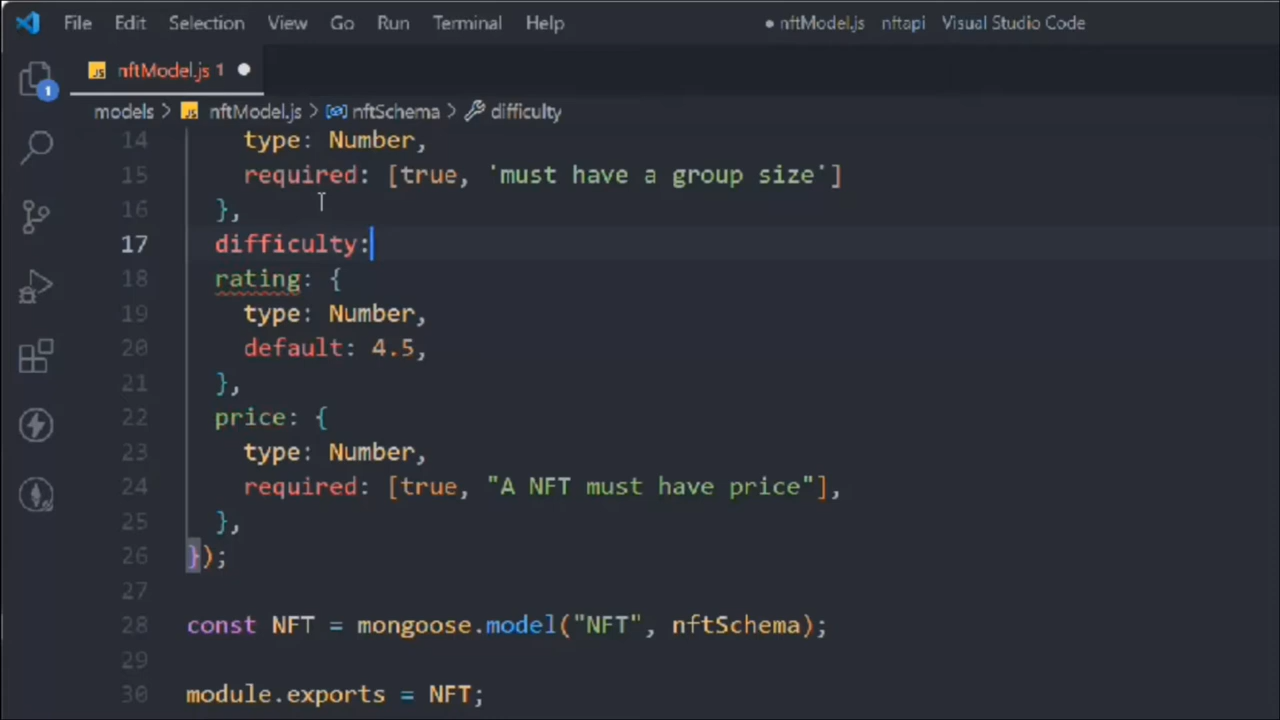 File Edit Selection View Go Run Terminal Help ● nftModel.js nftapi Visual Studio Code
JS nftModel.js 1 ●
1
models > JS nftModel.js > nftSchema > difficulty
14 type: Number,
15 required: [true, 'must have a group size']
16 },
17 difficulty:
18 rating: {
19 type: Number,
20 default: 4.5,
21 },
22 price: {
23 type: Number,
24 required: [true, "A NFT must have price"],
25 },
26 });
27
28 const NFT = mongoose.model("NFT", nftSchema);
29
30 module.exports = NFT;